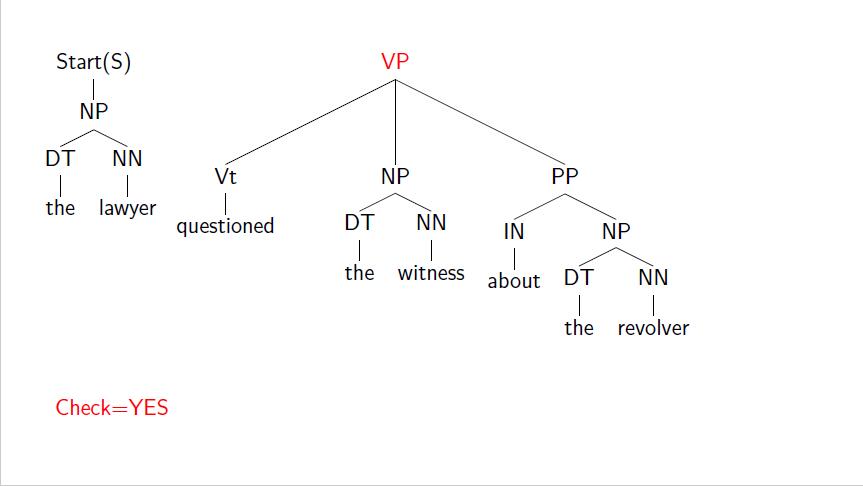 Start(S) VP
NP
DT NN
the lawyer
Vt NP PP
questioned
DT NN
the witness
IN NP
about
DT NN
the revolver
Check=YES